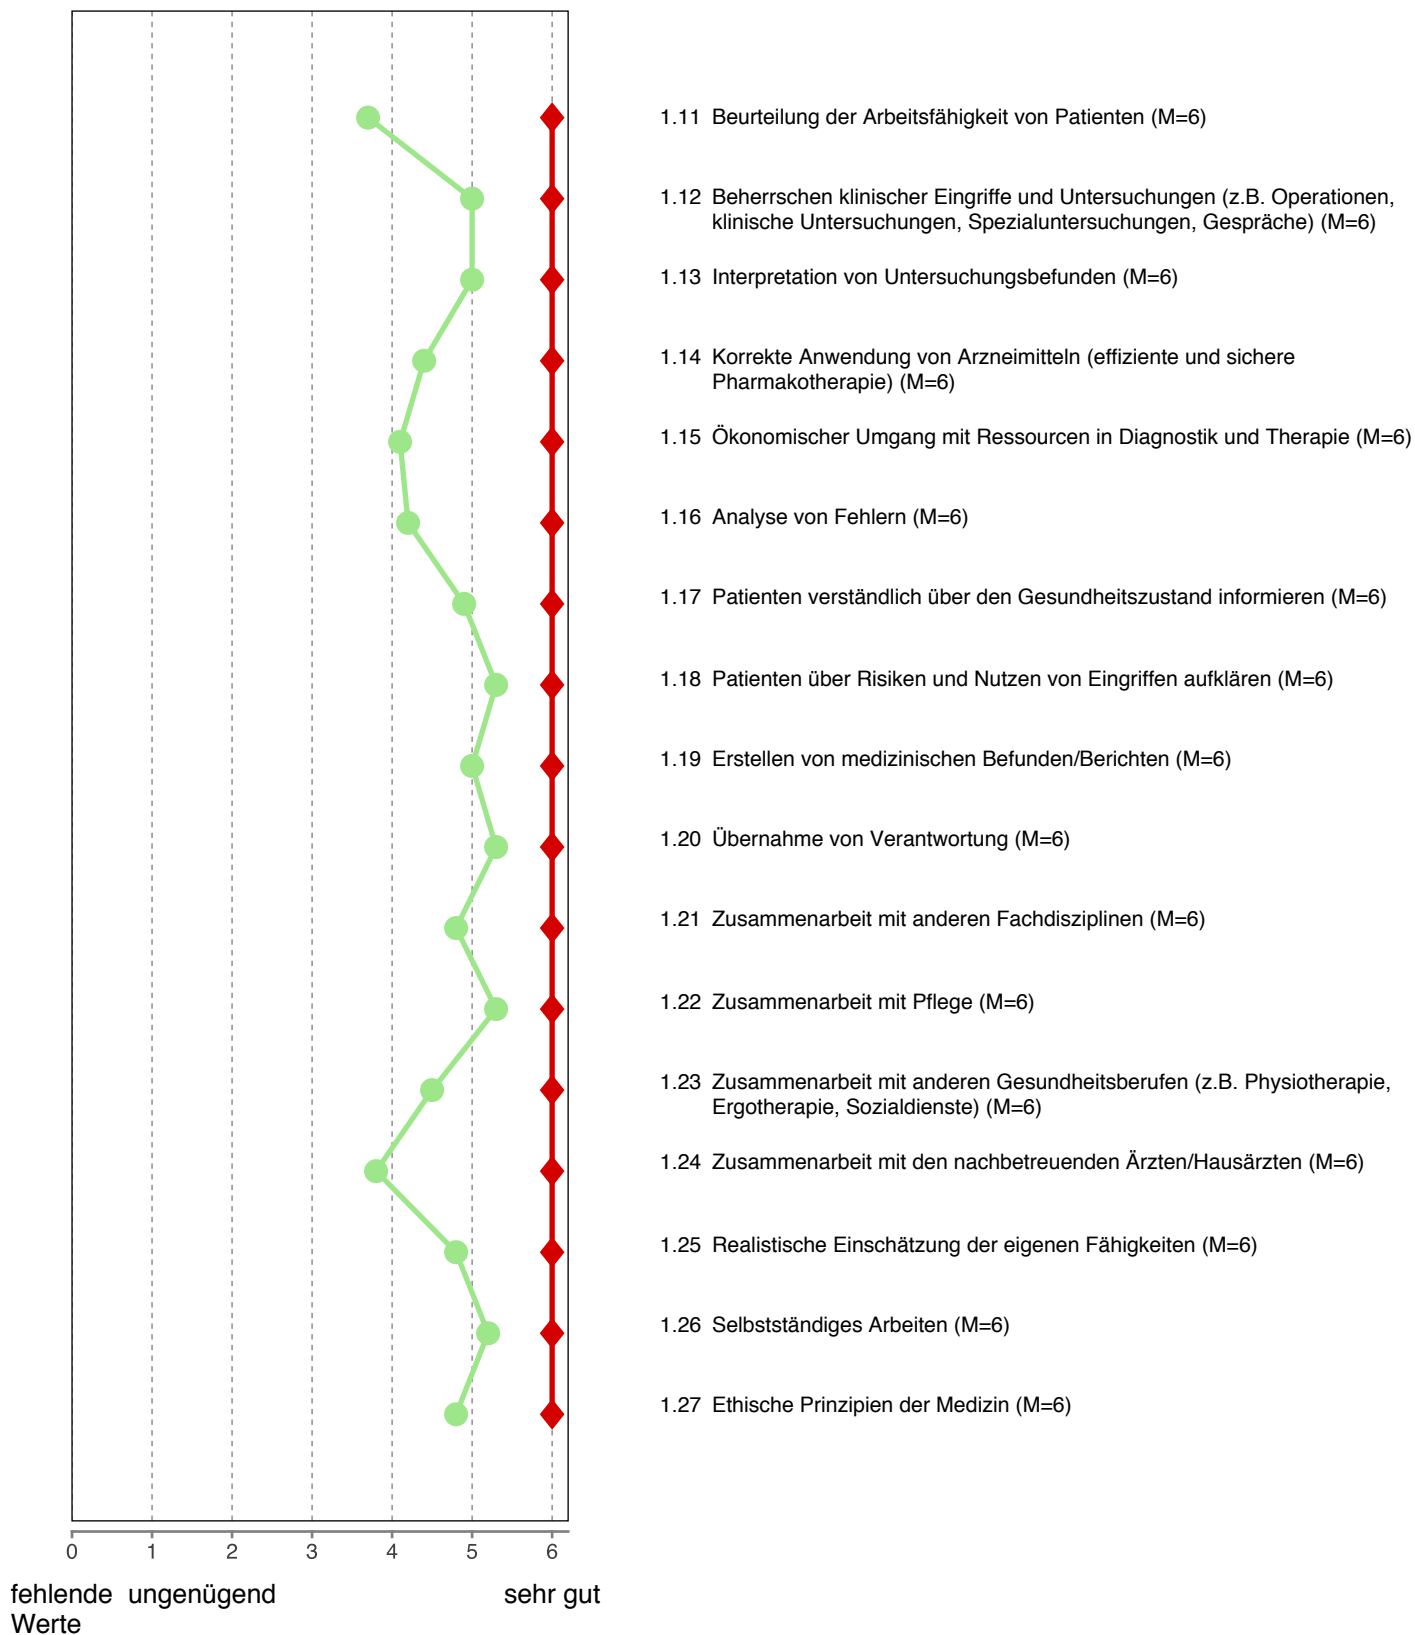 1.11 Beurteilung der Arbeitsfähigkeit von Patienten (M=6)
1.12 Beherrschen klinischer Eingriffe und Untersuchungen (z.B. Operationen,
klinische Untersuchungen, Spezialuntersuchungen, Gespräche) (M=6)
1.13 Interpretation von Untersuchungsbefunden (M=6)
1.14 Korrekte Anwendung von Arzneimitteln (effiziente und sichere
Pharmakotherapie) (M=6)
1.15 Ökonomischer Umgang mit Ressourcen in Diagnostik und Therapie (M=6)
1.16 Analyse von Fehlern (M=6)
1.17 Patienten verständlich über den Gesundheitszustand informieren (M=6)
1.18 Patienten über Risiken und Nutzen von Eingriffen aufklären (M=6)
1.19 Erstellen von medizinischen Befunden/Berichten (M=6)
1.20 Übernahme von Verantwortung (M=6)
1.21 Zusammenarbeit mit anderen Fachdisziplinen (M=6)
1.22 Zusammenarbeit mit Pflege (M=6)
1.23 Zusammenarbeit mit anderen Gesundheitsberufen (z.B. Physiotherapie,
Ergotherapie, Sozialdienste) (M=6)
1.24 Zusammenarbeit mit den nachbetreuenden Ärzten/Hausärzten (M=6)
1.25 Realistische Einschätzung der eigenen Fähigkeiten (M=6)
1.26 Selbstständiges Arbeiten (M=6)
1.27 Ethische Prinzipien der Medizin (M=6)
0 1 2 3 4 5 6
fehlende ungenügend sehr gut
Werte